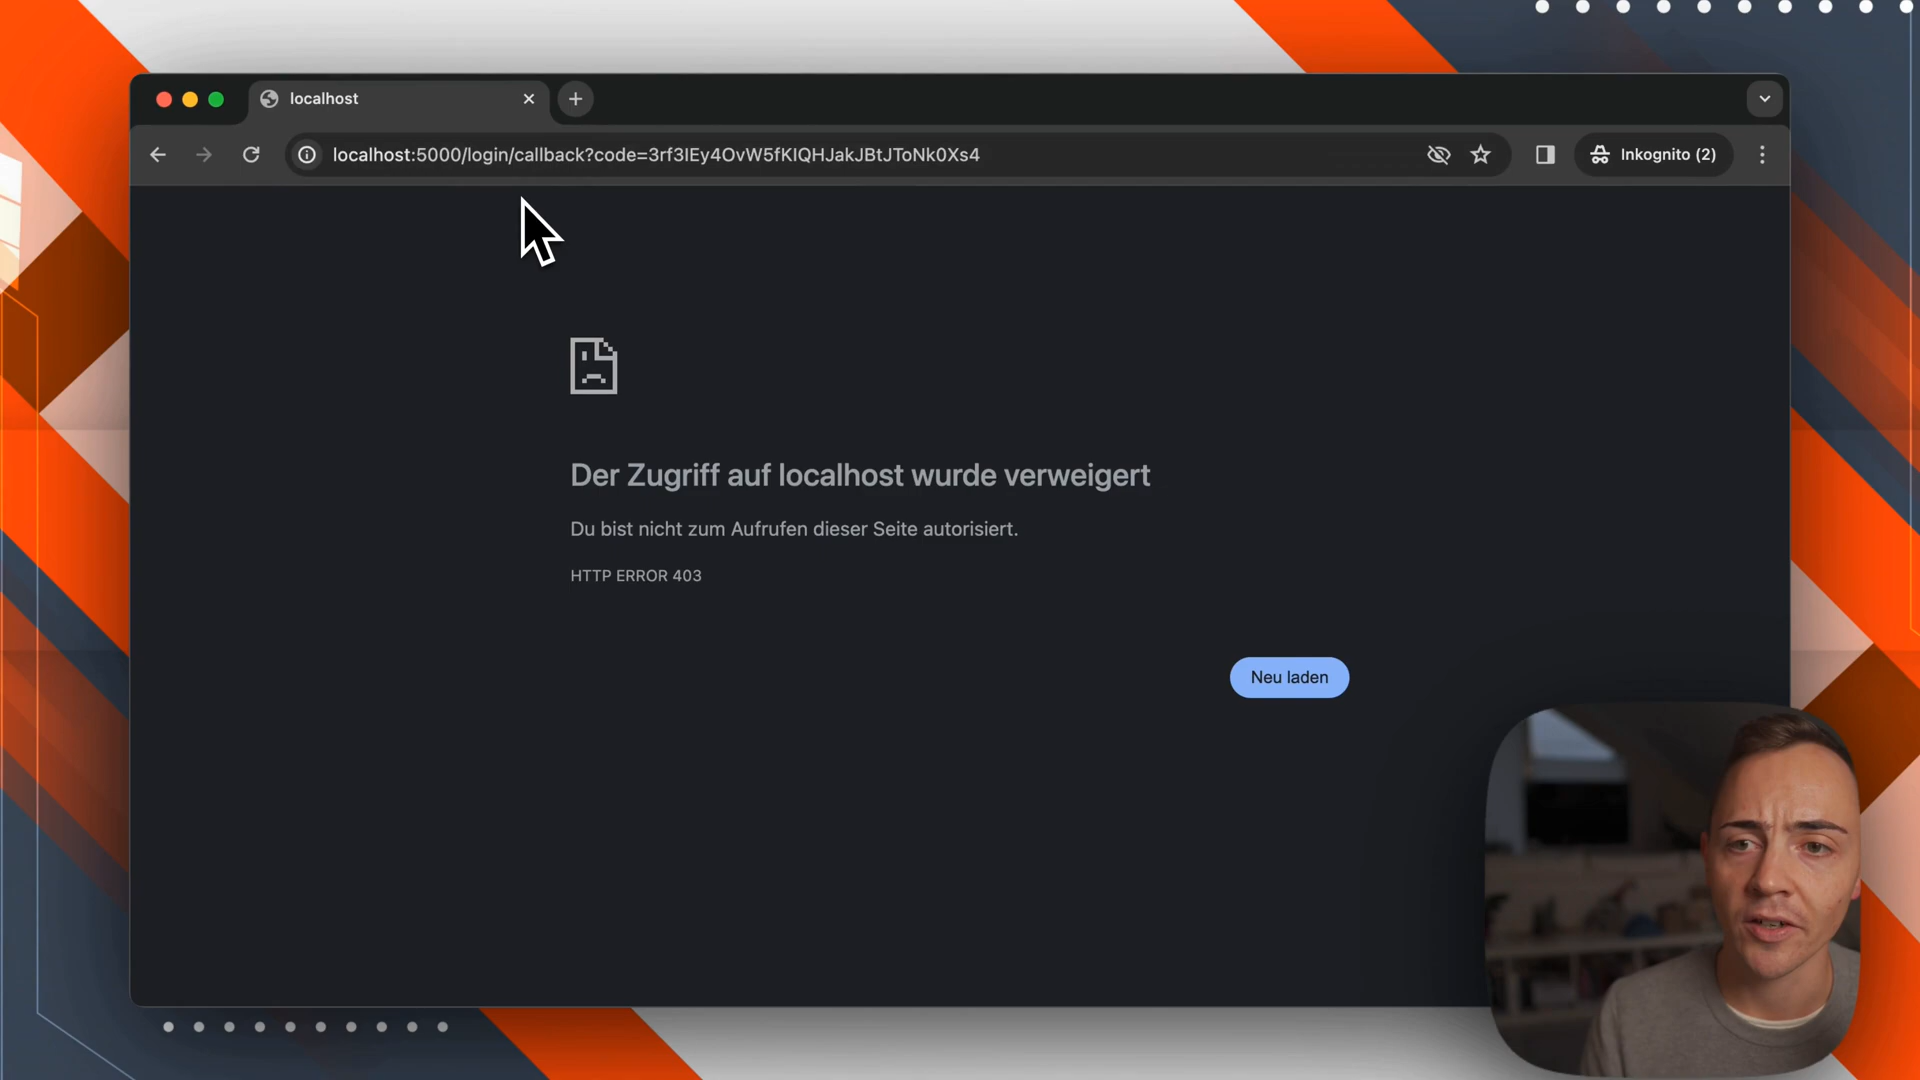 localhost
localhost:5000/login/callback?code=3rf3IEy4OvW5fKIQHJakJBtJToNk0Xs4
Inkognito (2)
Der Zugriff auf localhost wurde verweigert
Du bist nicht zum Aufrufen dieser Seite autorisiert.
HTTP ERROR 403
Neu laden